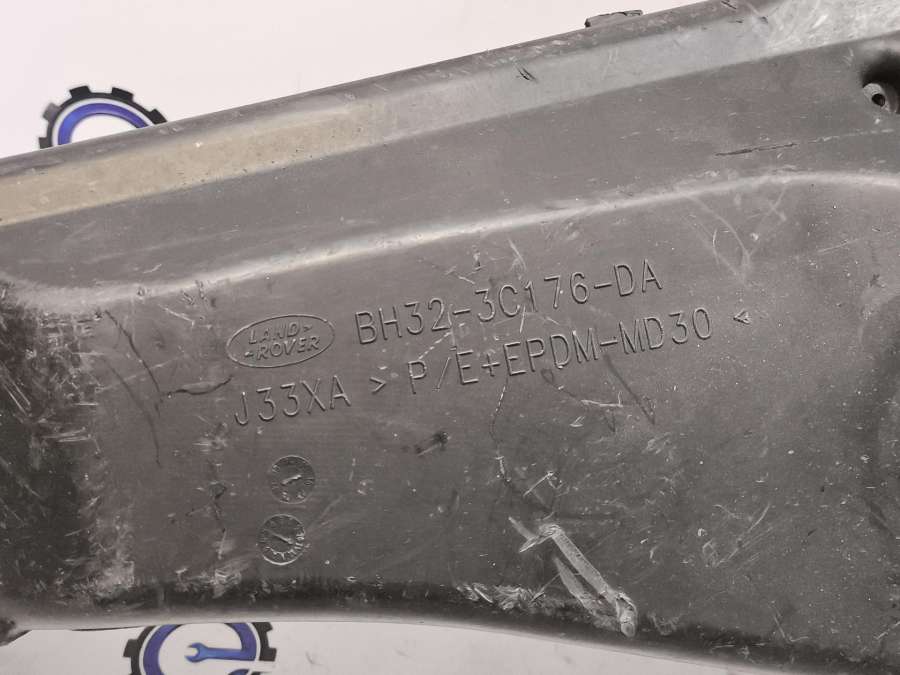 LAND ROVER
BH32-3C176-DA
J33XA > P/E+EPDM-MD30 <